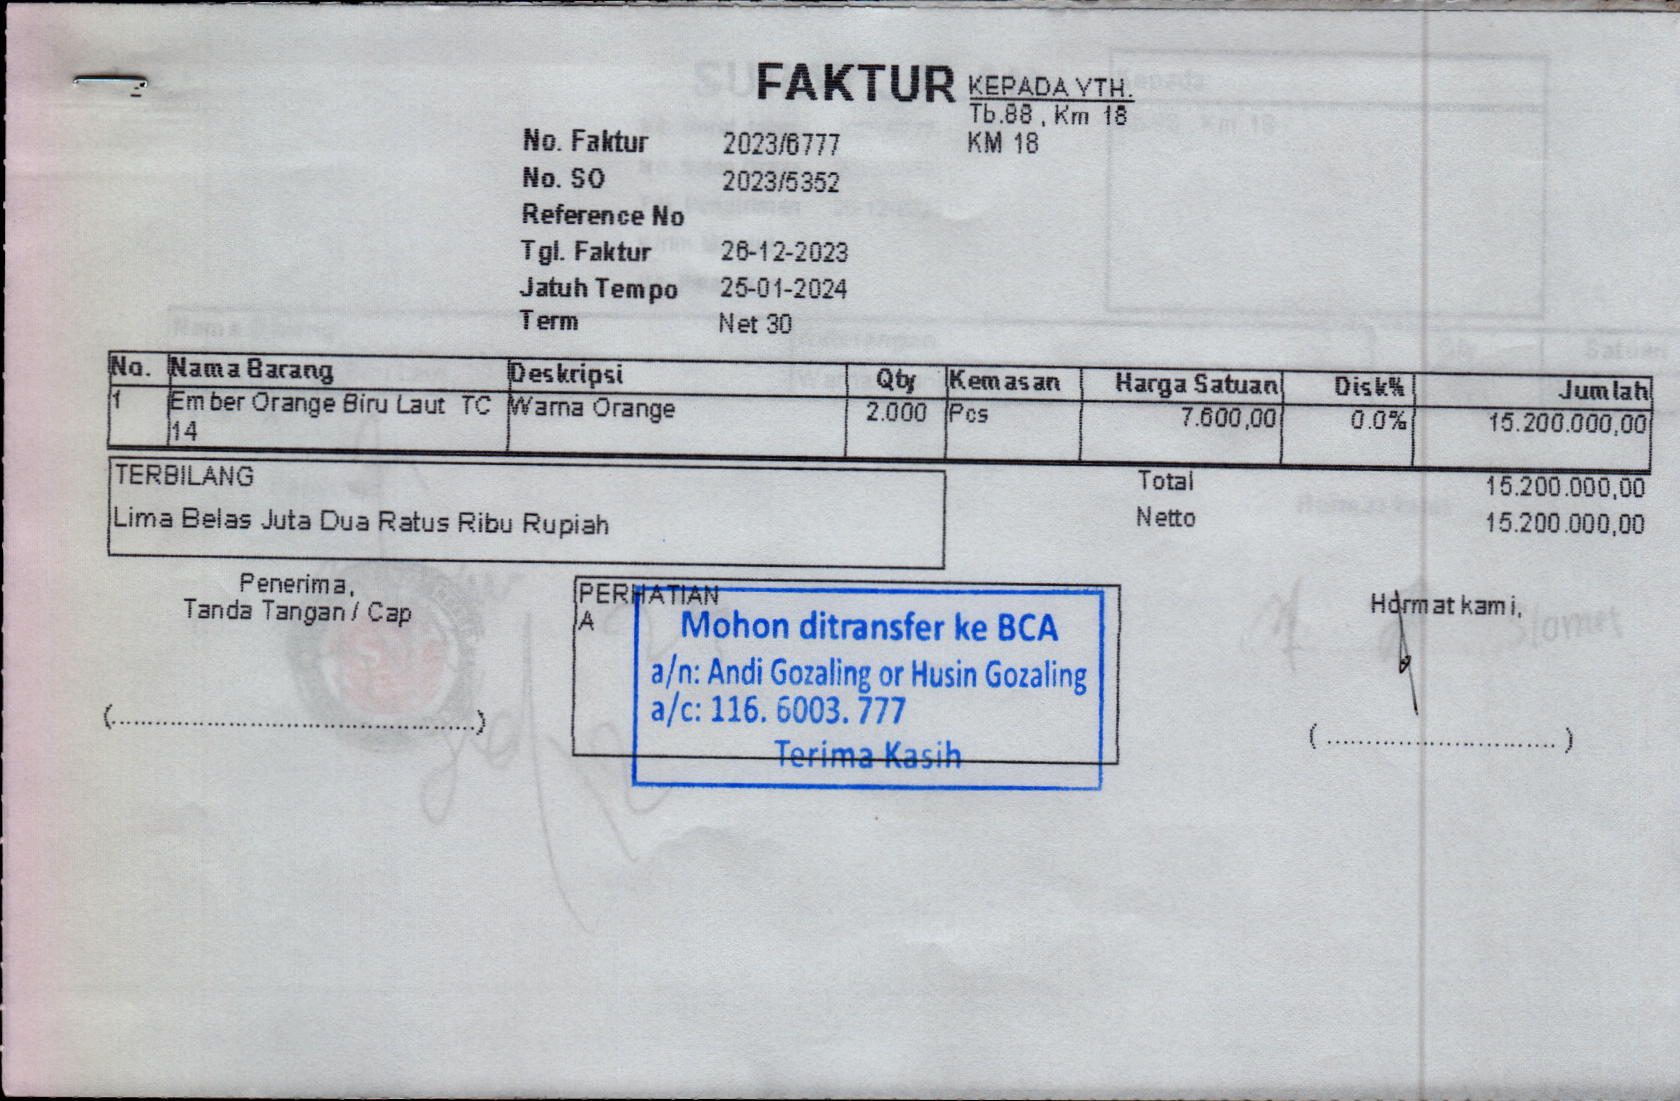 FAKTUR
KEPADA YTH.
Tb.88 , Km 18
KM 18
No. Faktur 2023/6777
No. SO 2023/5352
Reference No
Tgl. Faktur 26-12-2023
Jatuh Tempo 25-01-2024
Term Net 30
No. Nama Barang Deskripsi Qty Kemasan Harga Satuan Disk% Jumlah
1 Ember Orange Biru Laut TC Warna Orange 2.000 Pcs 7.600,00 0.0% 15.200.000,00
14
TERBILANG
Lima Belas Juta Dua Ratus Ribu Rupiah
Total 15.200.000,00
Netto 15.200.000,00
Penerima,
Tanda Tangan / Cap
(................................................)
PERHATIAN
A
Mohon ditransfer ke BCA
a/n: Andi Gozaling or Husin Gozaling
a/c: 116. 6003. 777
Terima Kasih
Hormat kami,
( .............................. )